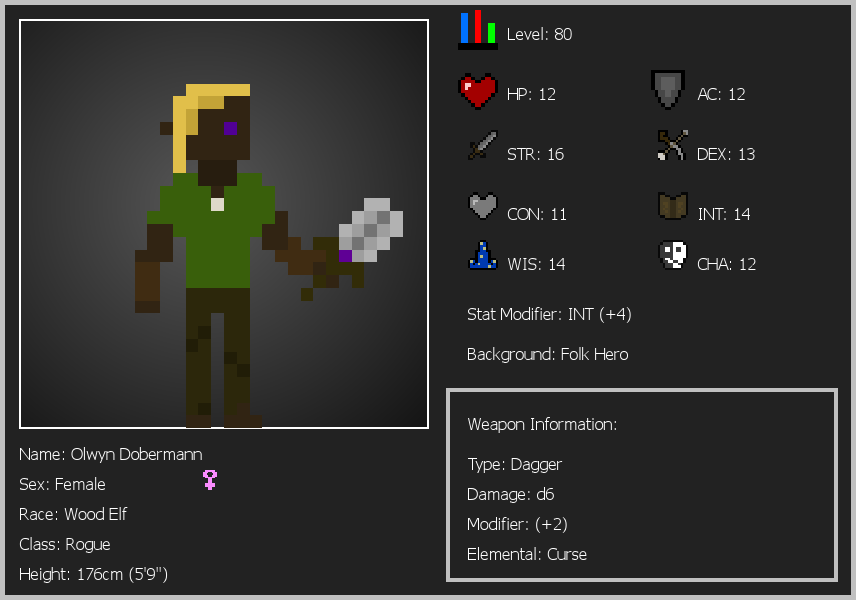 Level: 80
HP: 12
AC: 12
STR: 16
DEX: 13
CON: 11
INT: 14
WIS: 14
CHA: 12
Stat Modifier: INT (+4)
Background: Folk Hero
Weapon Information:
Type: Dagger
Damage: d6
Modifier: (+2)
Elemental: Curse
Name: Olwyn Dobermann
Sex: Female
Race: Wood Elf
Class: Rogue
Height: 176cm (5'9")